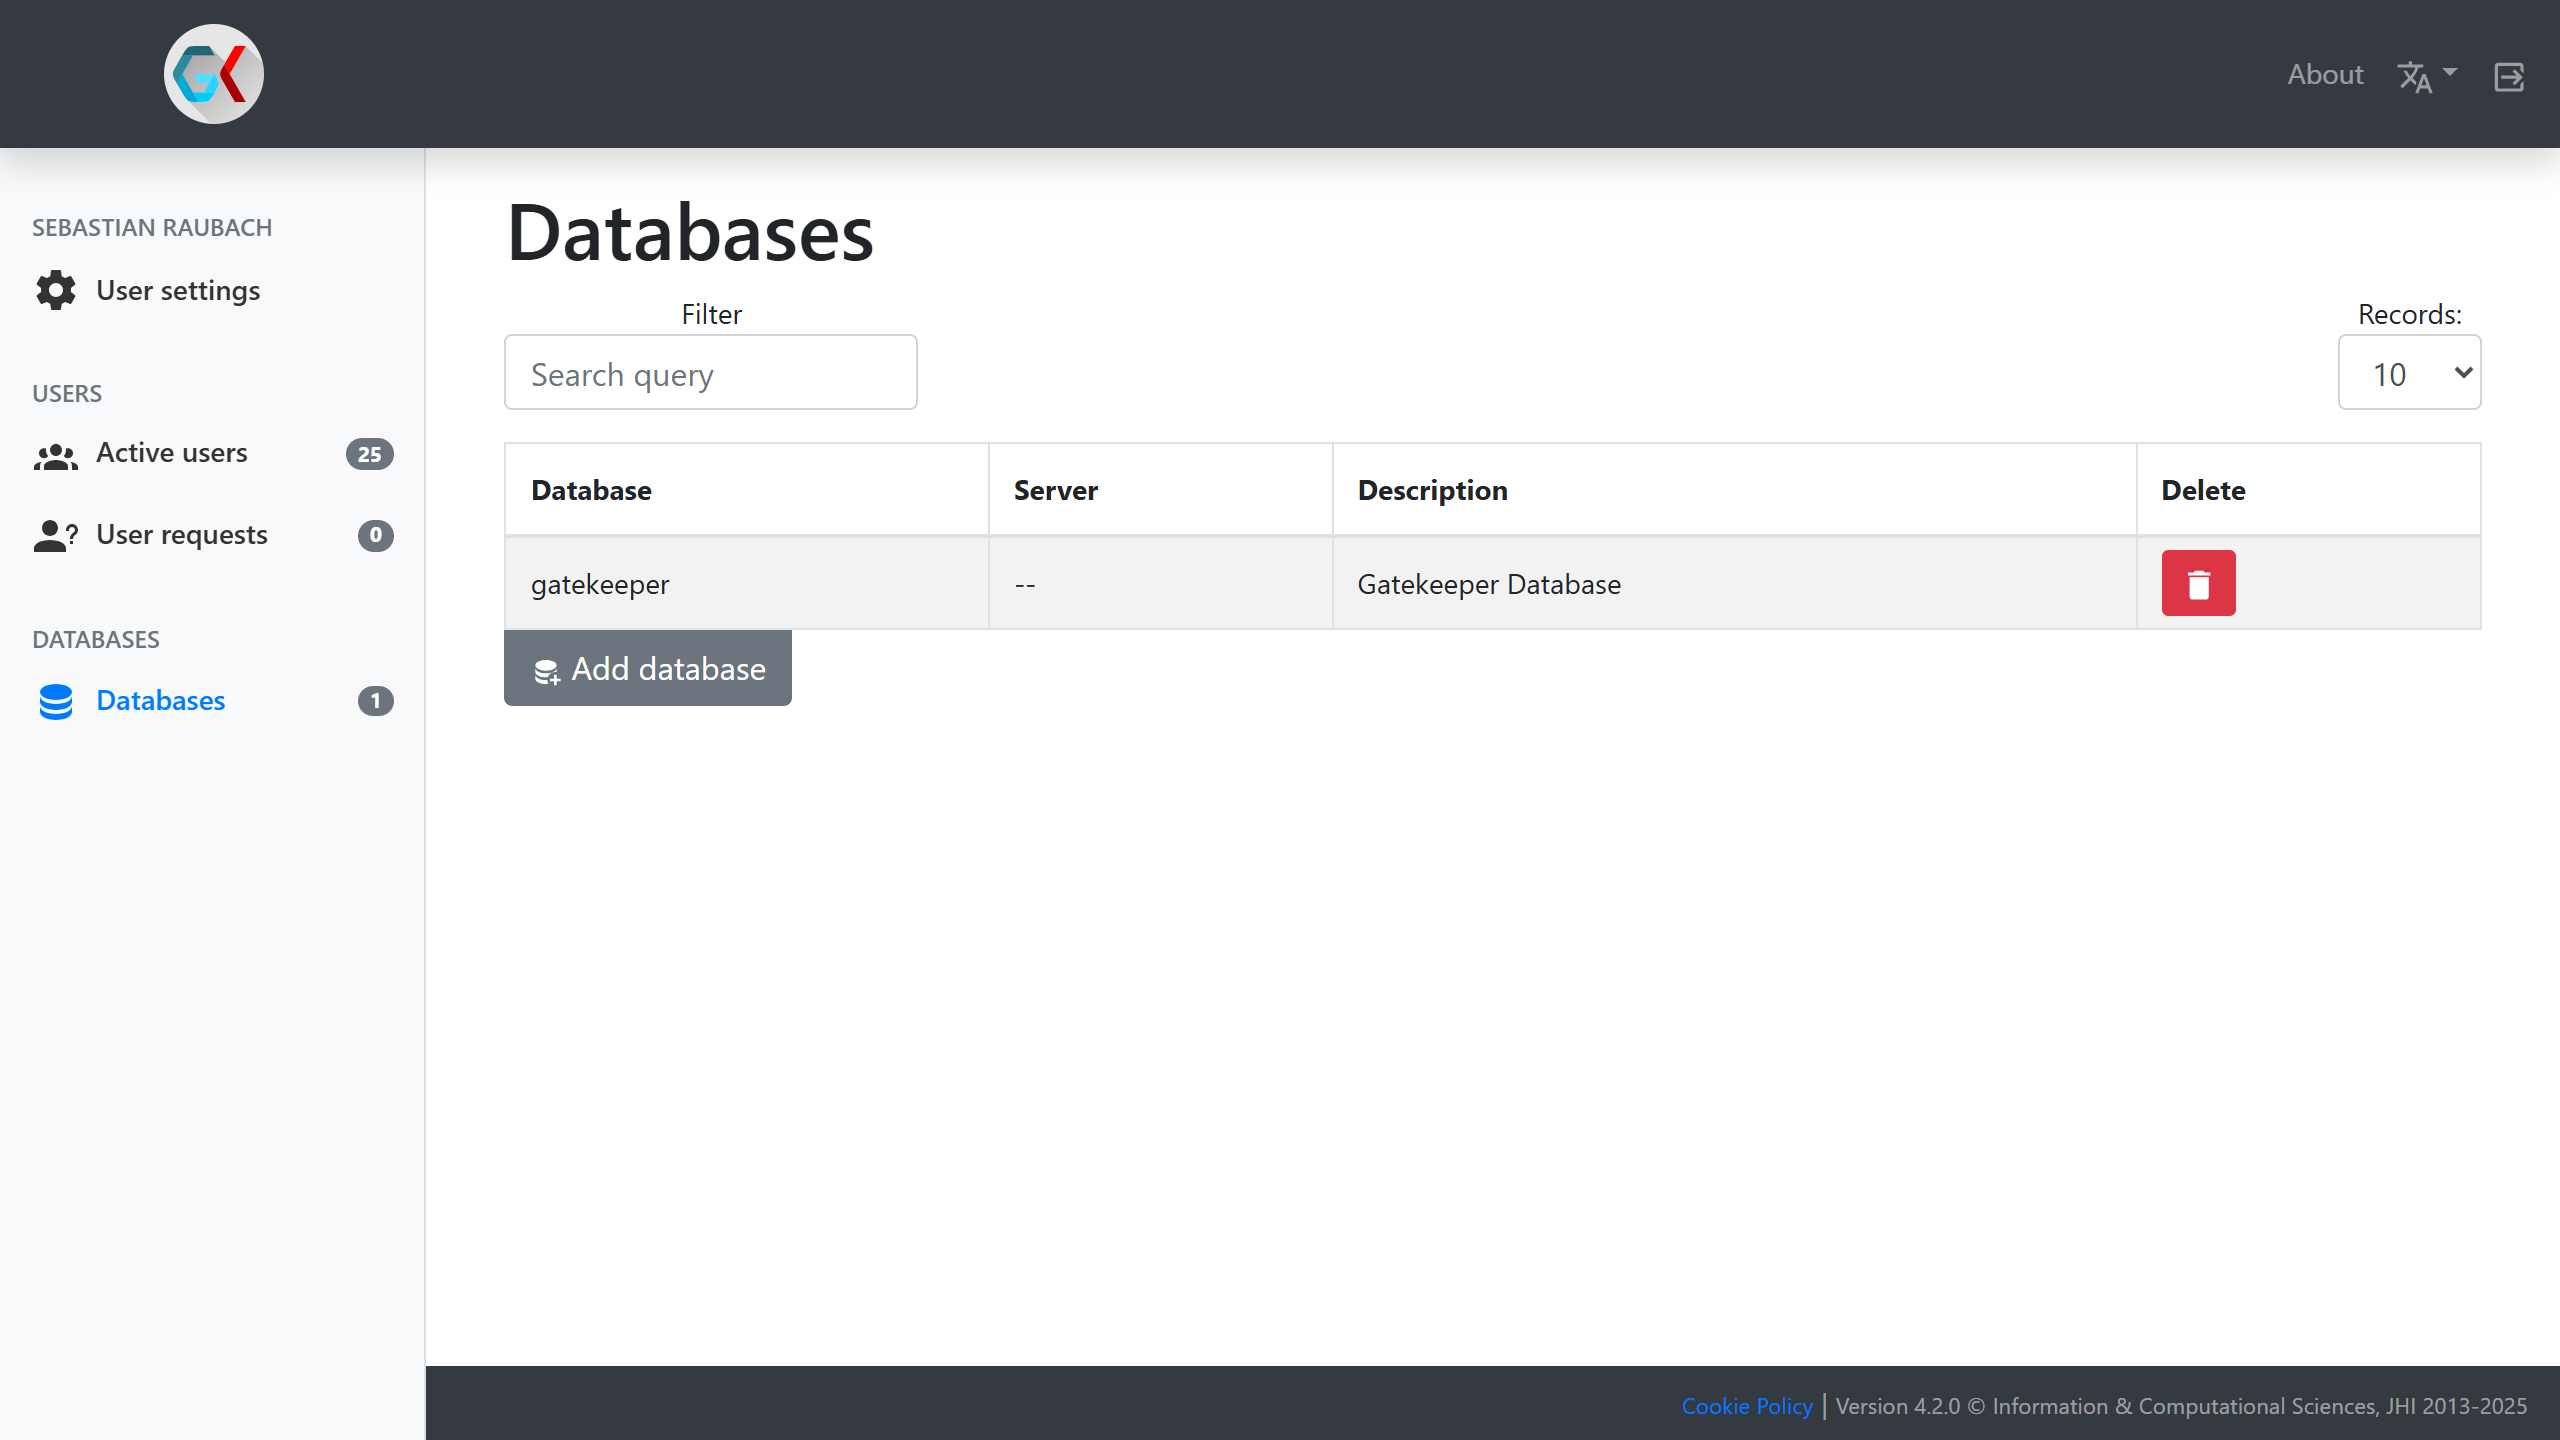 GK
About
SEBASTIAN RAUBACH
User settings
USERS
Active users 25
User requests 0
DATABASES
Databases 1
Databases
Filter
Search query
Records:
10
Database Server Description Delete
gatekeeper -- Gatekeeper Database
Add database
Cookie Policy | Version 4.2.0 © Information & Computational Sciences, JHI 2013-2025